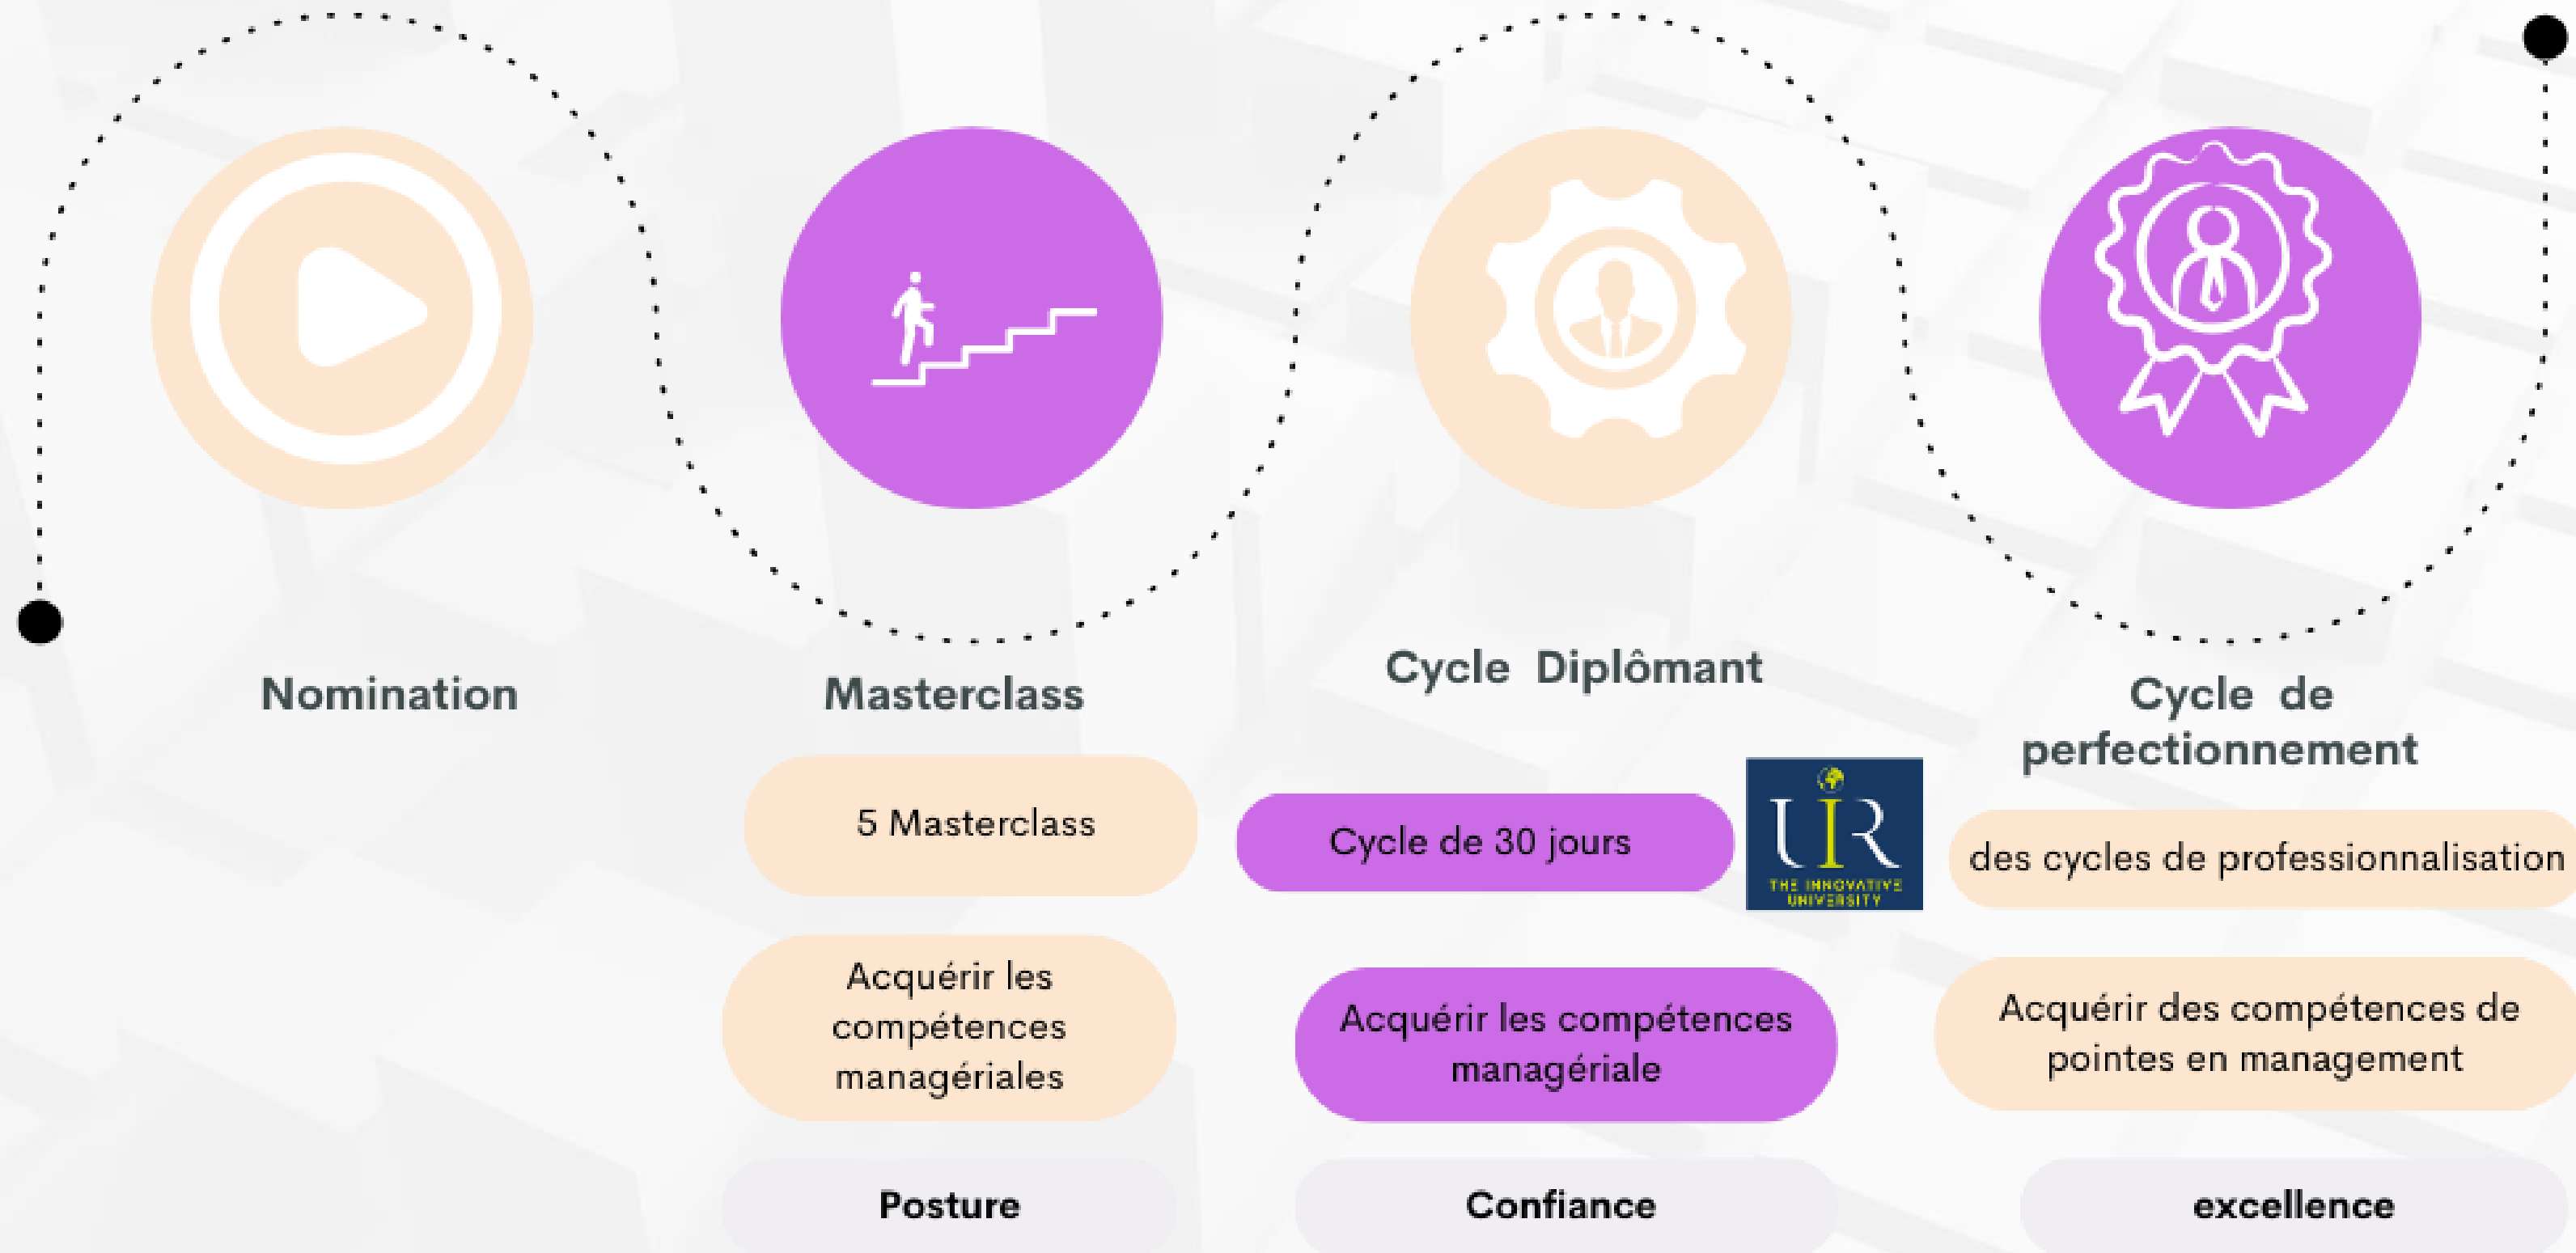 Nomination
Masterclass
5 Masterclass
Acquérir les
compétences
managériales
Posture
Cycle Diplômant
Cycle de 30 jours
UIR
THE INNOVATIVE
UNIVERSITY
Acquérir les compétences
managériale
Confiance
Cycle de
perfectionnement
des cycles de professionnalisation
Acquérir des compétences de
pointes en management
excellence